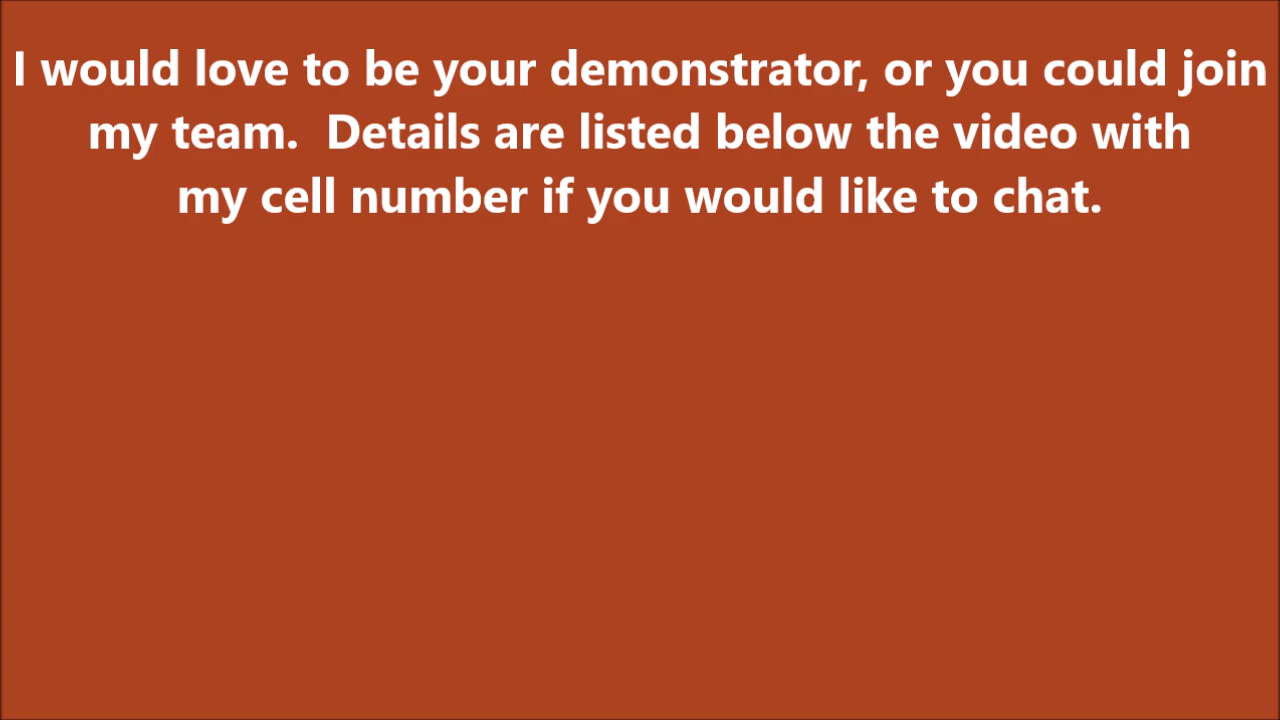 I would love to be your demonstrator, or you could join
my team.  Details are listed below the video with
my cell number if you would like to chat.